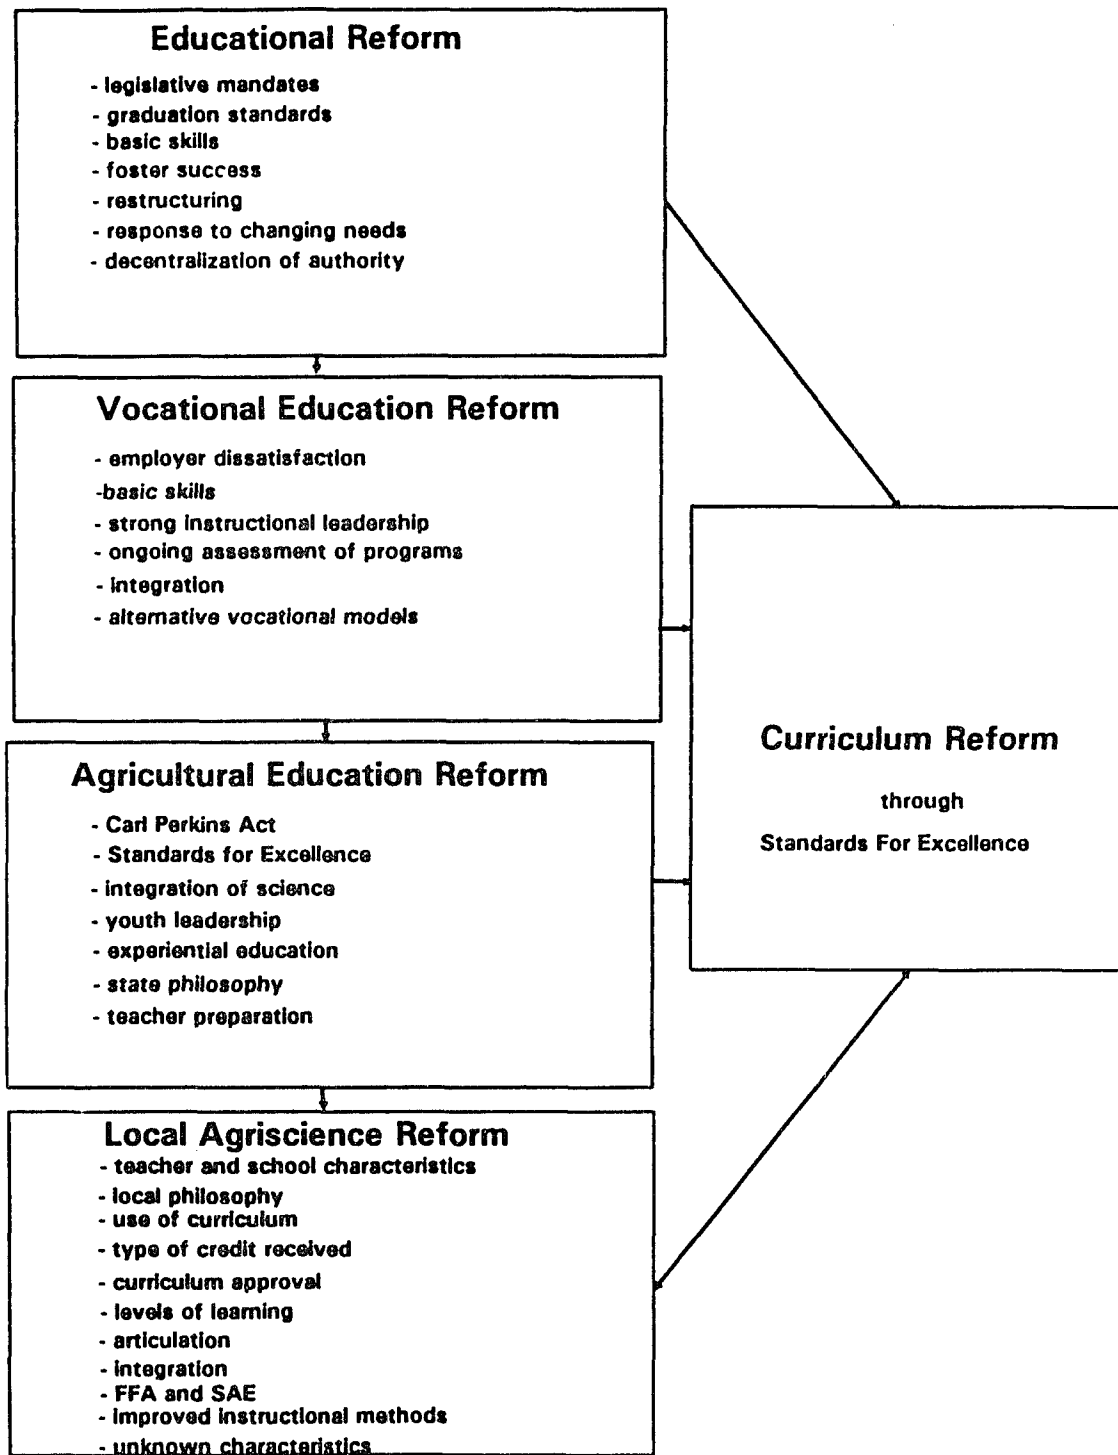 Educational Reform
- legislative mandates
- graduation standards
- basic skills
- foster success
- restructuring
- response to changing needs
- decentralization of authority
Vocational Education Reform
- employer dissatisfaction
-basic skills
- strong instructional leadership
- ongoing assessment of programs
- integration
- alternative vocational models
Agricultural Education Reform
- Carl Perkins Act
- Standards for Excellence
- integration of science
- youth leadership
- experiential education
- state philosophy
- teacher preparation
Local Agriscience Reform
- teacher and school characteristics
- local philosophy
- use of curriculum
- type of credit received
- curriculum approval
- levels of learning
- articulation
- integration
- FFA and SAE
- improved instructional methods
- unknown characteristics
Curriculum Reform
through
Standards For Excellence